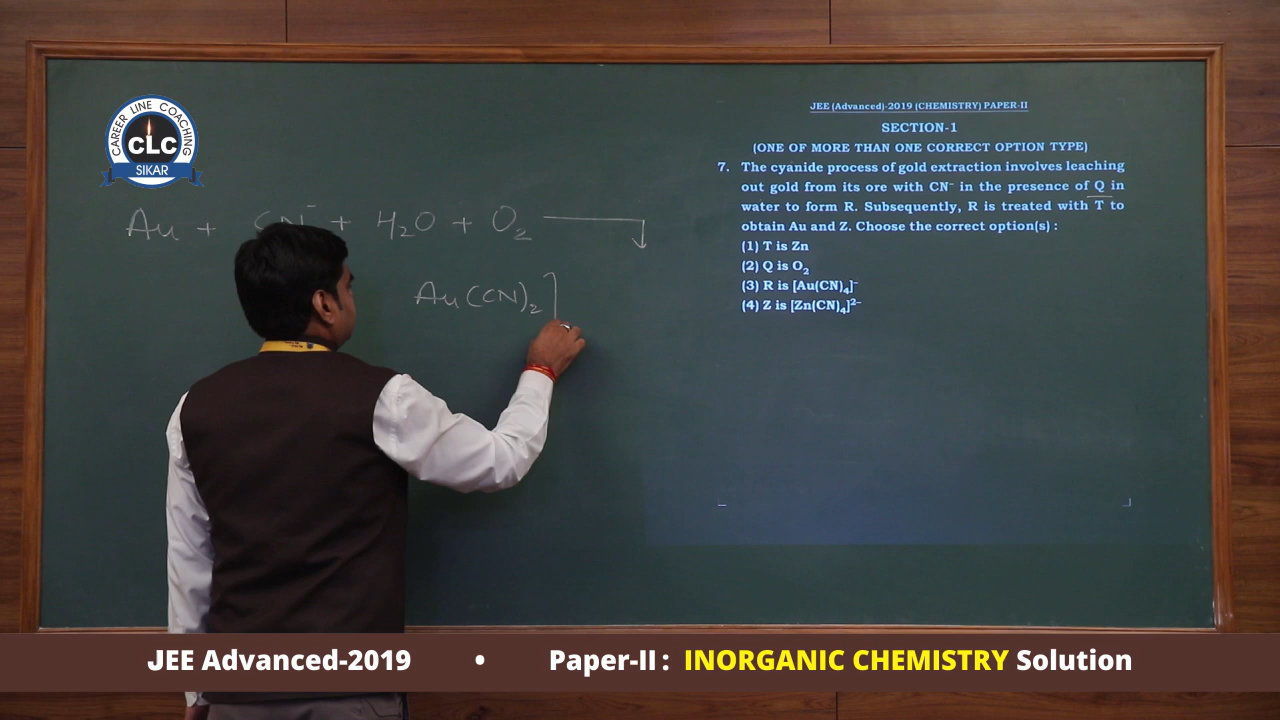 CAREER LINE COACHING
CLC
SIKAR
Au + CN⁻ + H₂O + O₂
Au(CN)₂]
JEE (Advanced)-2019 (CHEMISTRY) PAPER-II
SECTION-1
(ONE OF MORE THAN ONE CORRECT OPTION TYPE)
7. The cyanide process of gold extraction involves leaching
out gold from its ore with CN⁻ in the presence of Q in
water to form R. Subsequently, R is treated with T to
obtain Au and Z. Choose the correct option(s) :
(1) T is Zn
(2) Q is O₂
(3) R is [Au(CN)₄]⁻
(4) Z is [Zn(CN)₄]²⁻
JEE Advanced-2019 • Paper-II : INORGANIC CHEMISTRY Solution